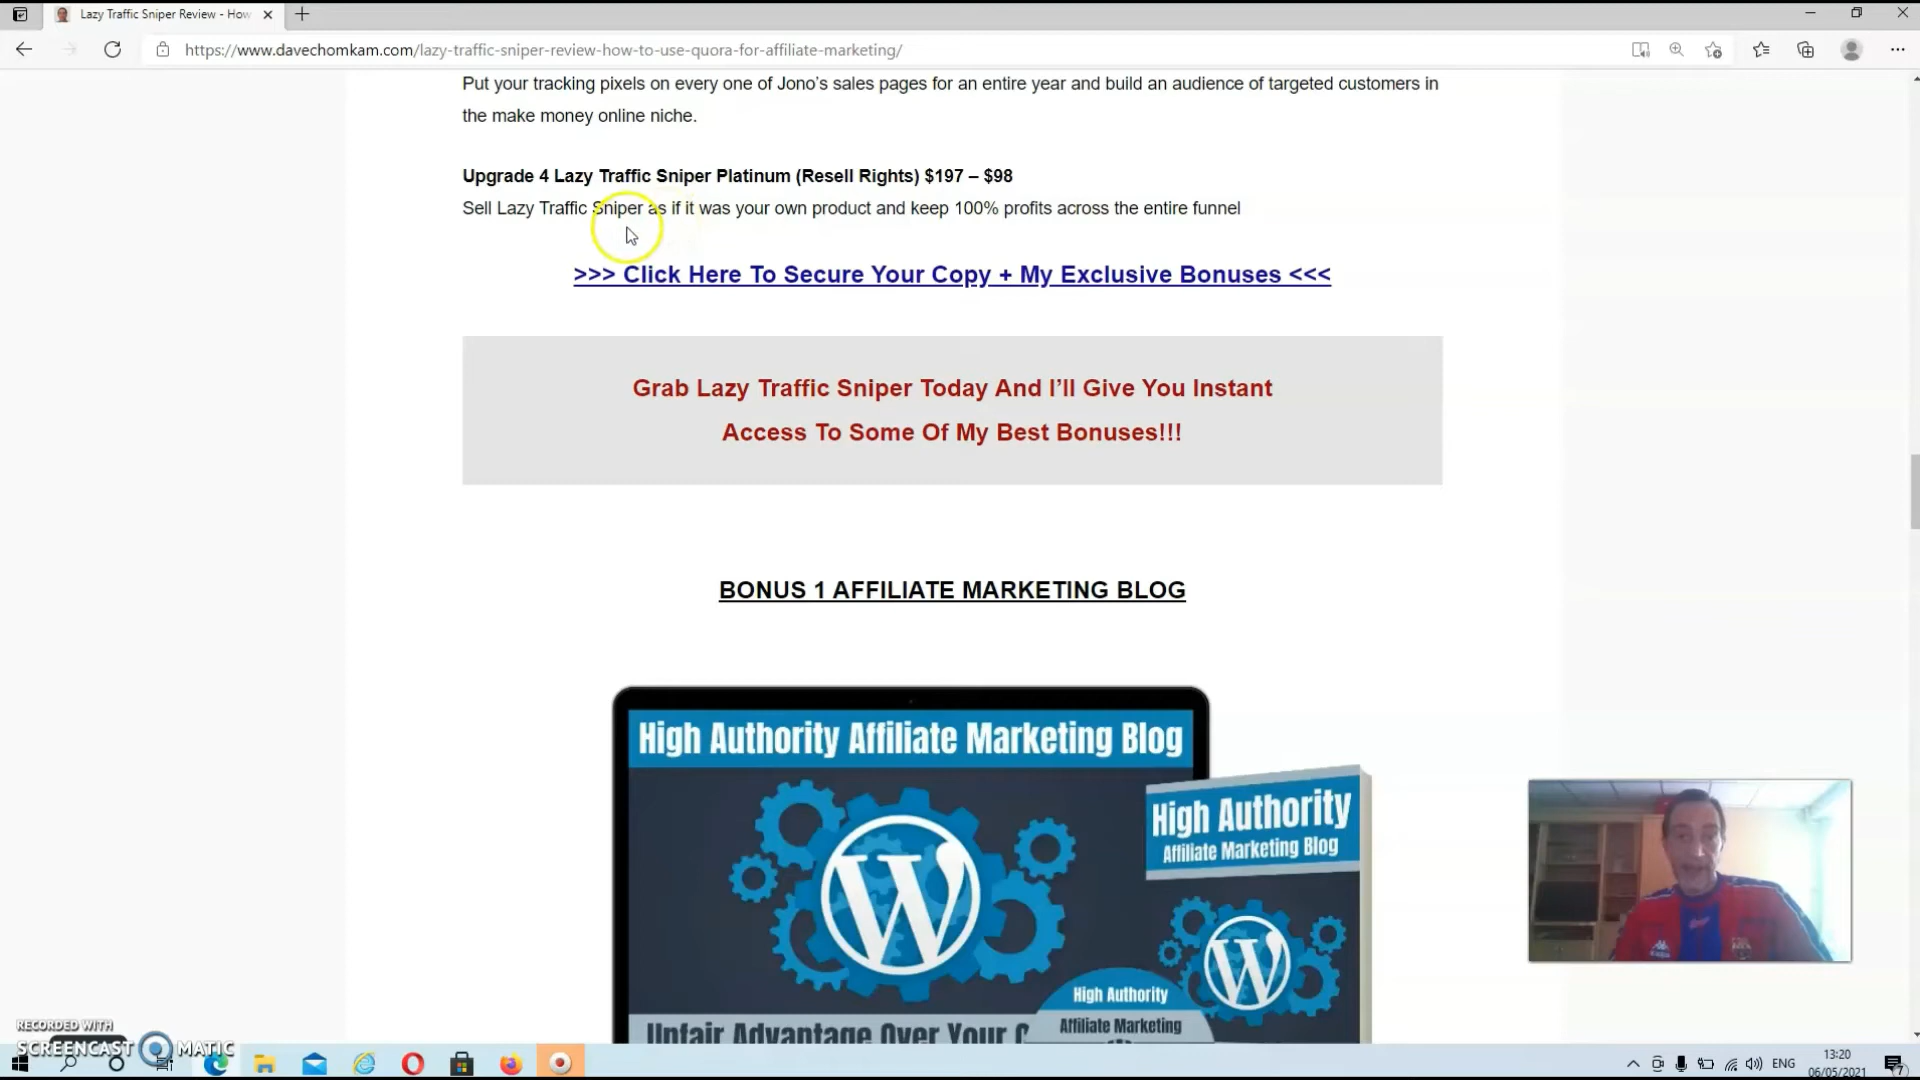 Lazy Traffic Sniper Review - How
https://www.davechomkam.com/lazy-traffic-sniper-review-how-to-use-quora-for-affiliate-marketing/
Put your tracking pixels on every one of Jono’s sales pages for an entire year and build an audience of targeted customers in
the make money online niche.
Upgrade 4 Lazy Traffic Sniper Platinum (Resell Rights) $197 – $98
Sell Lazy Traffic Sniper as if it was your own product and keep 100% profits across the entire funnel
>>> Click Here To Secure Your Copy + My Exclusive Bonuses <<<
Grab Lazy Traffic Sniper Today And I’ll Give You Instant
Access To Some Of My Best Bonuses!!!
BONUS 1 AFFILIATE MARKETING BLOG
High Authority Affiliate Marketing Blog
High Authority
Affiliate Marketing Blog
High Authority
Affiliate Marketing
Unfair Advantage Over Your
RECORDED WITH
SCREENCAST MATIC
ENG
13:20
06/05/2021
7